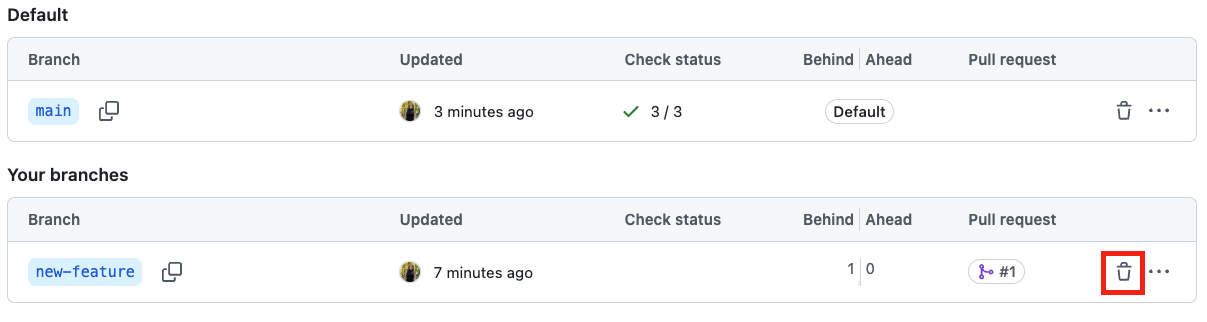 Default
Branch Updated Check status Behind Ahead Pull request
main 3 minutes ago 3 / 3 Default
Your branches
Branch Updated Check status Behind Ahead Pull request
new-feature 7 minutes ago 1 0 #1